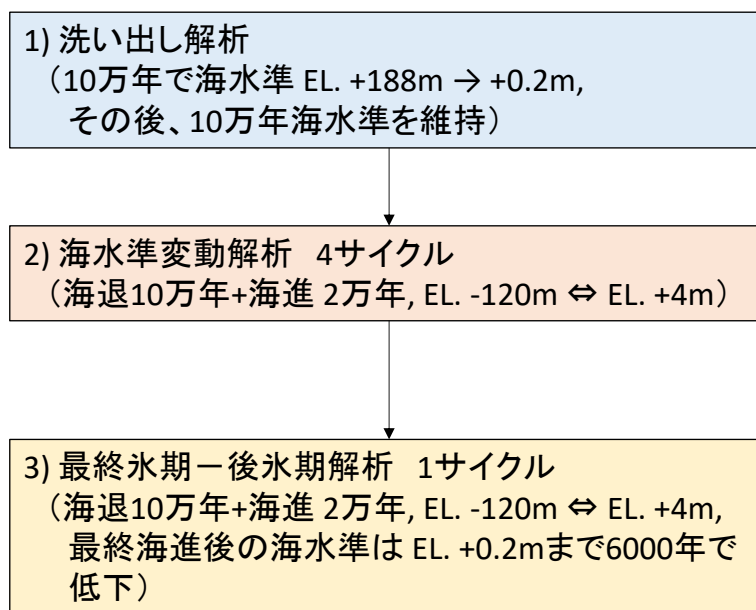 1) 洗い出し解析
（10万年で海水準 EL. +188m → +0.2m,
その後、10万年海水準を維持）
2) 海水準変動解析 4サイクル
（海退10万年+海進 2万年, EL. -120m ⇔ EL. +4m）
3) 最終氷期－後氷期解析 1サイクル
（海退10万年+海進 2万年, EL. -120m ⇔ EL. +4m,
最終海進後の海水準は EL. +0.2mまで6000年で
低下）